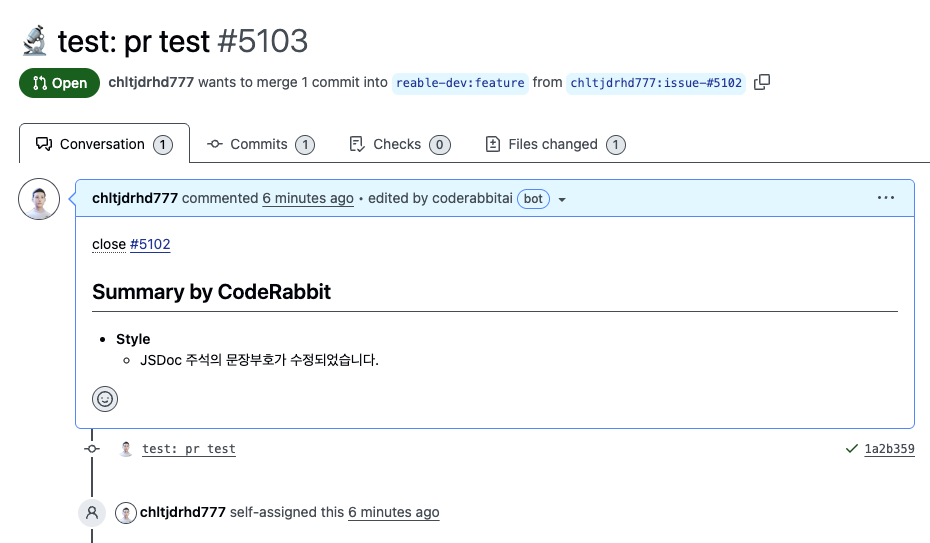 🔬 test: pr test #5103
Open chltjdrhd777 wants to merge 1 commit into reable-dev:feature from chltjdrhd777:issue-#5102
Conversation 1 Commits 1 Checks 0 Files changed 1
chltjdrhd777 commented 6 minutes ago • edited by coderabbitai bot
close #5102
Summary by CodeRabbit
Style
JSDoc 주석의 문장부호가 수정되었습니다.
test: pr test 1a2b359
chltjdrhd777 self-assigned this 6 minutes ago